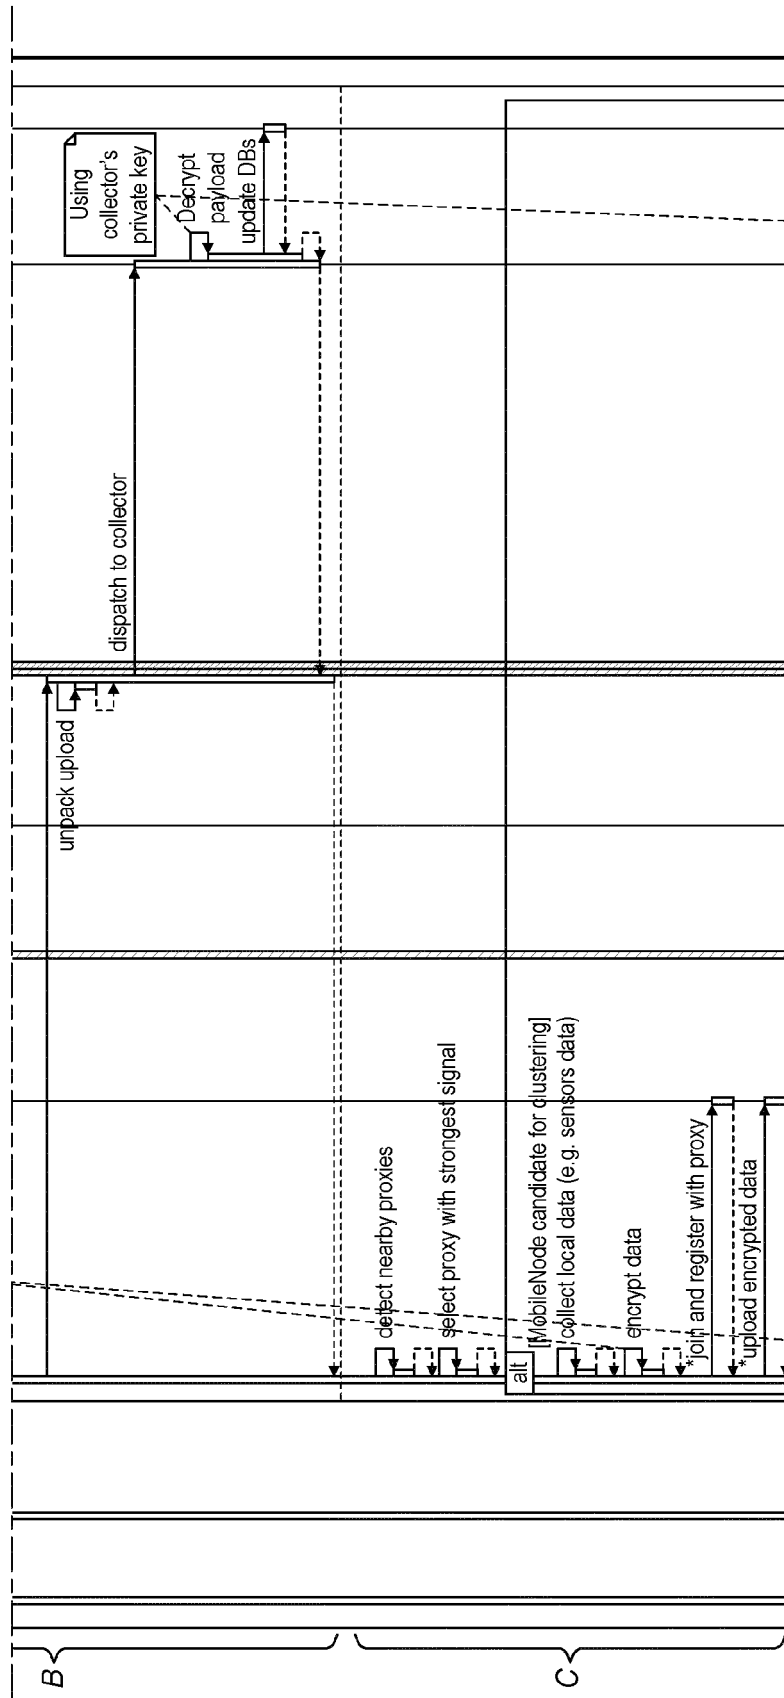 B
unpack upload
dispatch to collector
Using
collector's
private key
Decrypt
payload
update DBs
C
detect nearby proxies
select proxy with strongest signal
alt
[MobileNode candidate for clustering]
collect local data (e.g. sensors data)
encrypt data
*join and register with proxy
*upload encrypted data